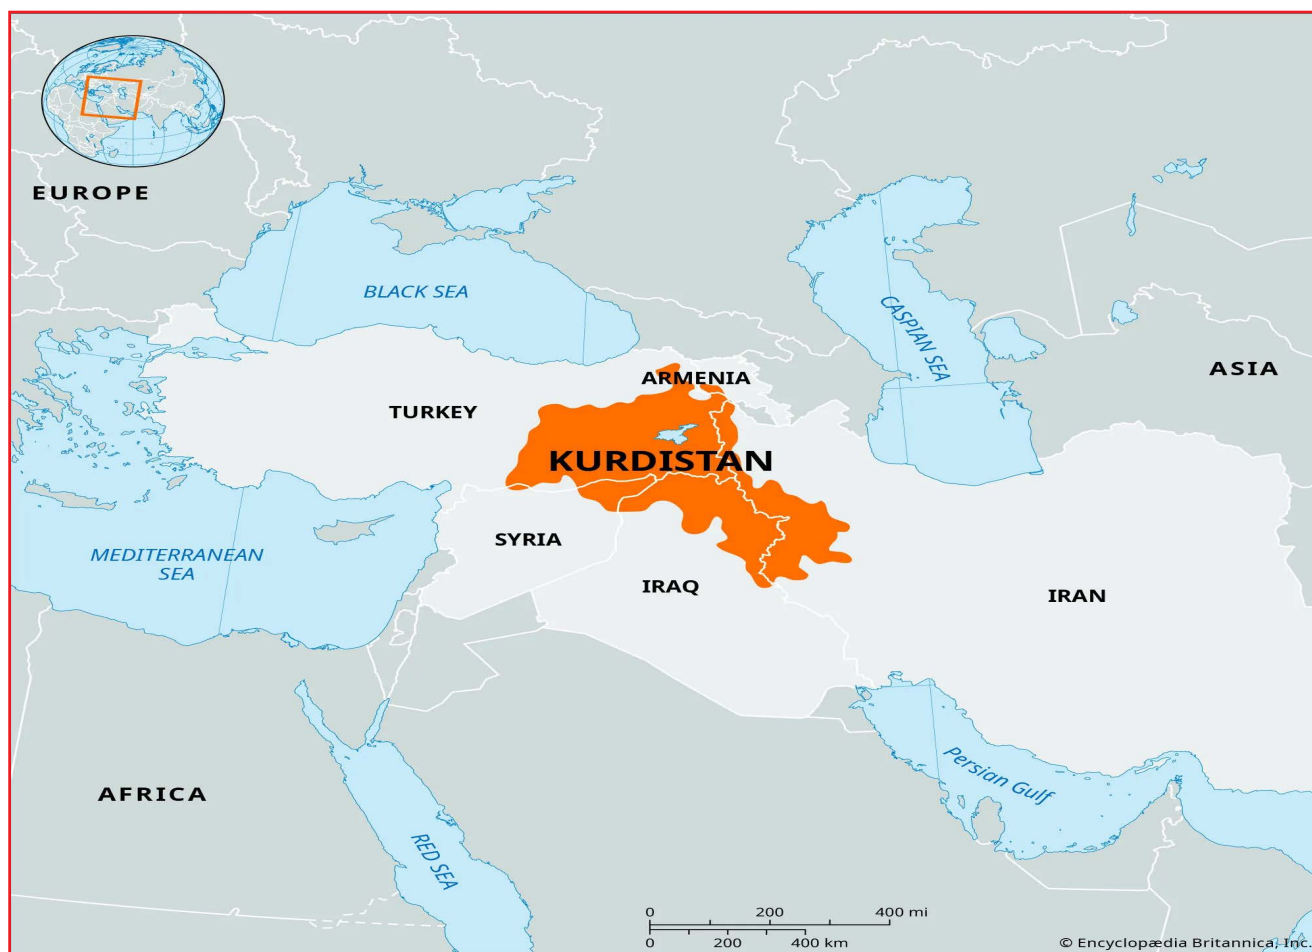 EUROPE
BLACK SEA
CASPIAN SEA
ASIA
ARMENIA
TURKEY
KURDISTAN
SYRIA
MEDITERRANEAN
SEA
IRAQ
IRAN
Persian Gulf
AFRICA
RED SEA
0 200 400 mi
0 200 400 km
© Encyclopædia Britannica, Inc.